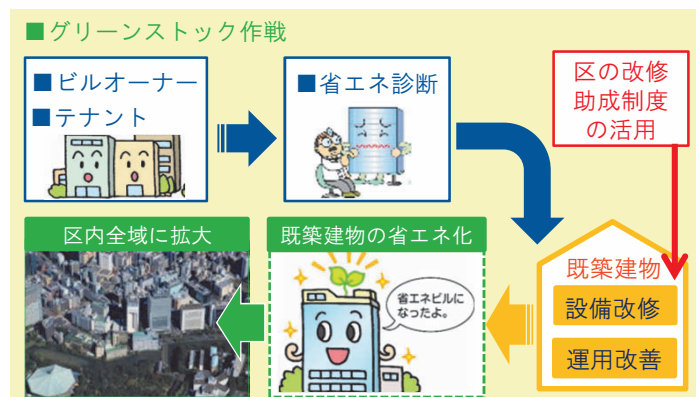 ■グリーンストック作戦
■ビルオーナー
■テナント
■省エネ診断
区の改修
助成制度
の活用
既築建物
設備改修
運用改善
既築建物の省エネ化
省エネビルに
なったよ。
区内全域に拡大